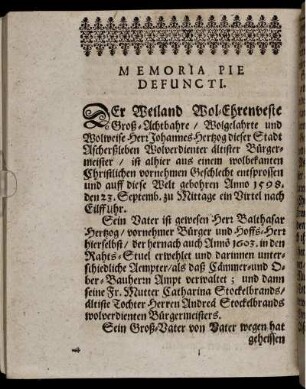 MEMORIA PIE
DEFUNCTI.
DEr Weiland Wol-Ehrenveste
Groß-Achtbahre / Wolgelahrte und
Wolweise Herr Johannes Hertzog dieser Stadt
Ascherßleben Wolverdienter ältister Bürger-
meister / ist alhier aus einem wolbekanten
Christlichen vornehmen Geschlecht entsprossen
und auff diese Welt gebohren Anno 1598.
den 23. Septemb. zu Mittage ein Virtel nach
Eilff uhr.
Sein Vater ist gewesen Herr Balthasar
Hertzog / vornehmer Bürger und Hoffs-Herr
hierselbst / der hernach auch Anno 1603. in den
Rahts-Stuel erwehlet und darinnen unter-
schiedliche Aempter / als daß Cämmer- und O-
ber-Bauherrn Ampt verwaltet ; und dann
seine Fr. Mutter Catharina Stockelbrands /
ältiste Tochter Herren Andreä Stockelbrands
wolverdienten Bürgermeisters.
Sein Groß-Vater von Vater wegen hat
geheissen